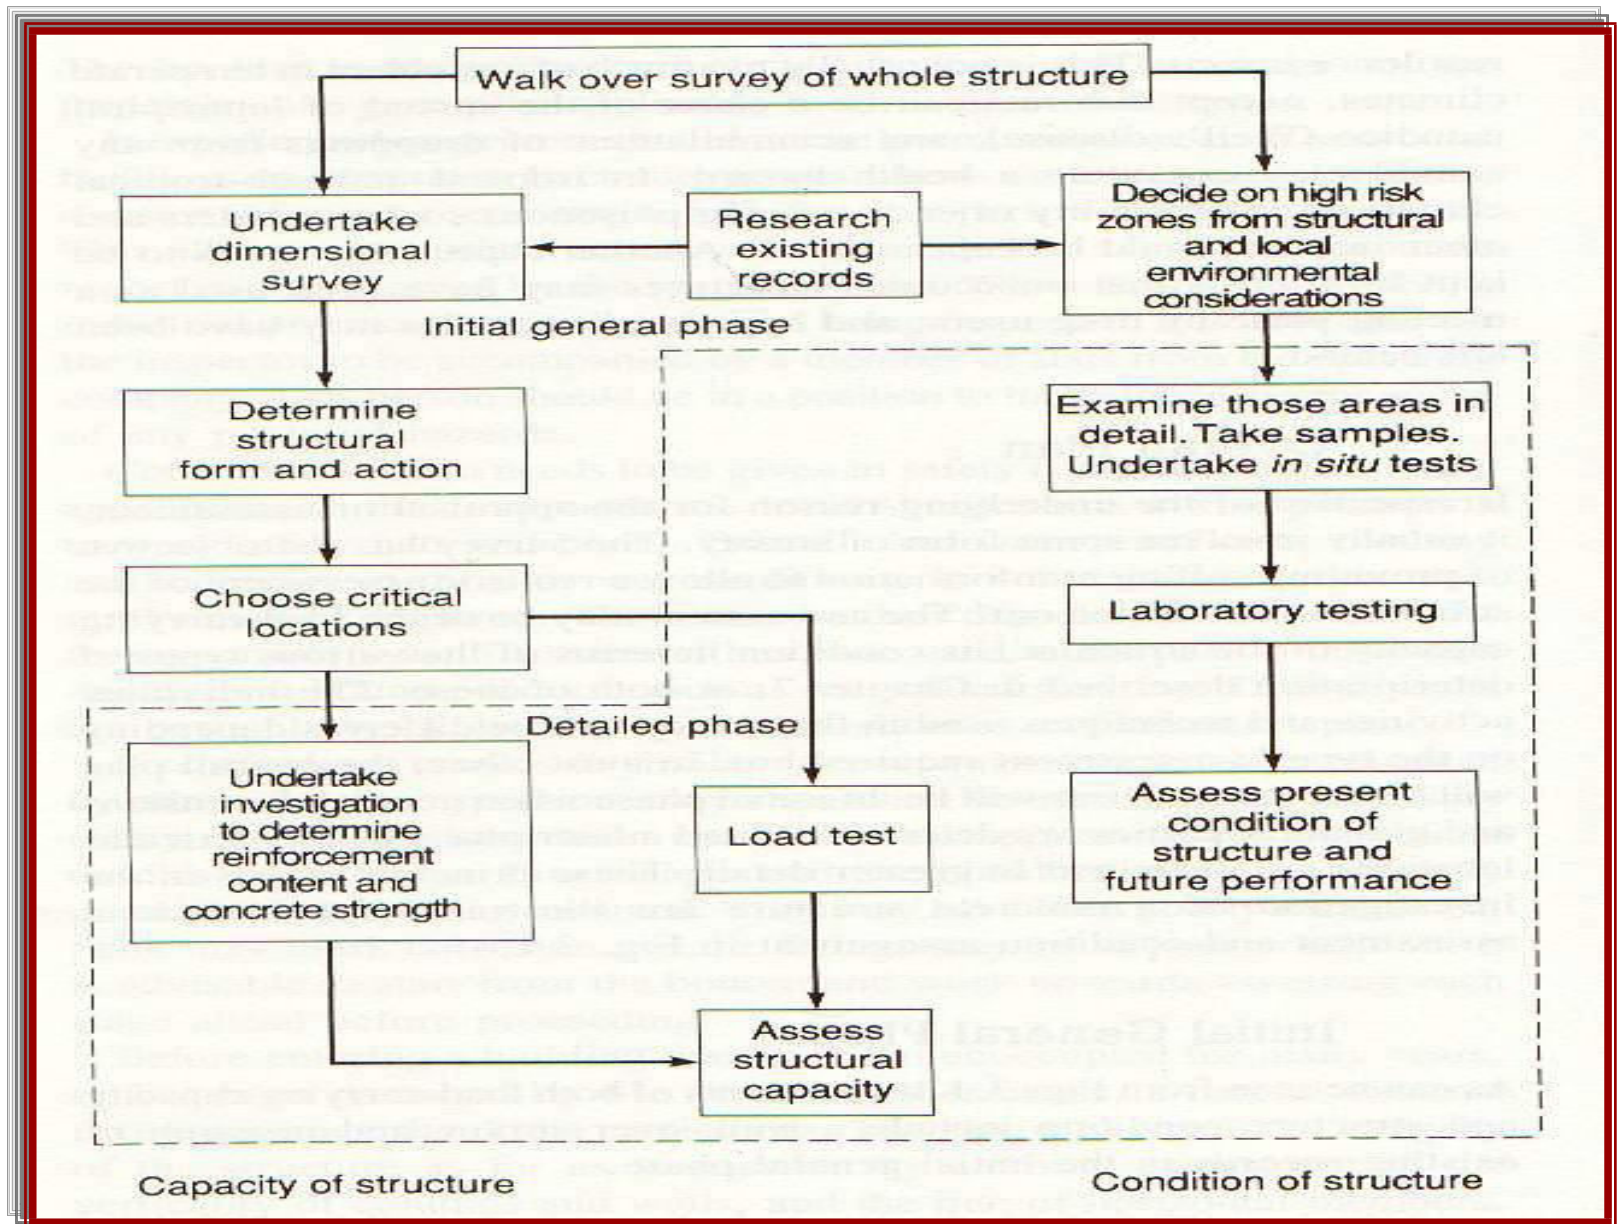 Walk over survey of whole structure
Undertake
dimensional
survey
Research
existing
records
Decide on high risk
zones from structural
and local
environmental
considerations
Initial general phase
Determine
structural
form and action
Examine those areas in
detail. Take samples.
Undertake in situ tests
Choose critical
locations
Laboratory testing
Detailed phase
Undertake
investigation
to determine
reinforcement
content and
concrete strength
Load test
Assess present
condition of
structure and
future performance
Assess
structural
capacity
Capacity of structure
Condition of structure